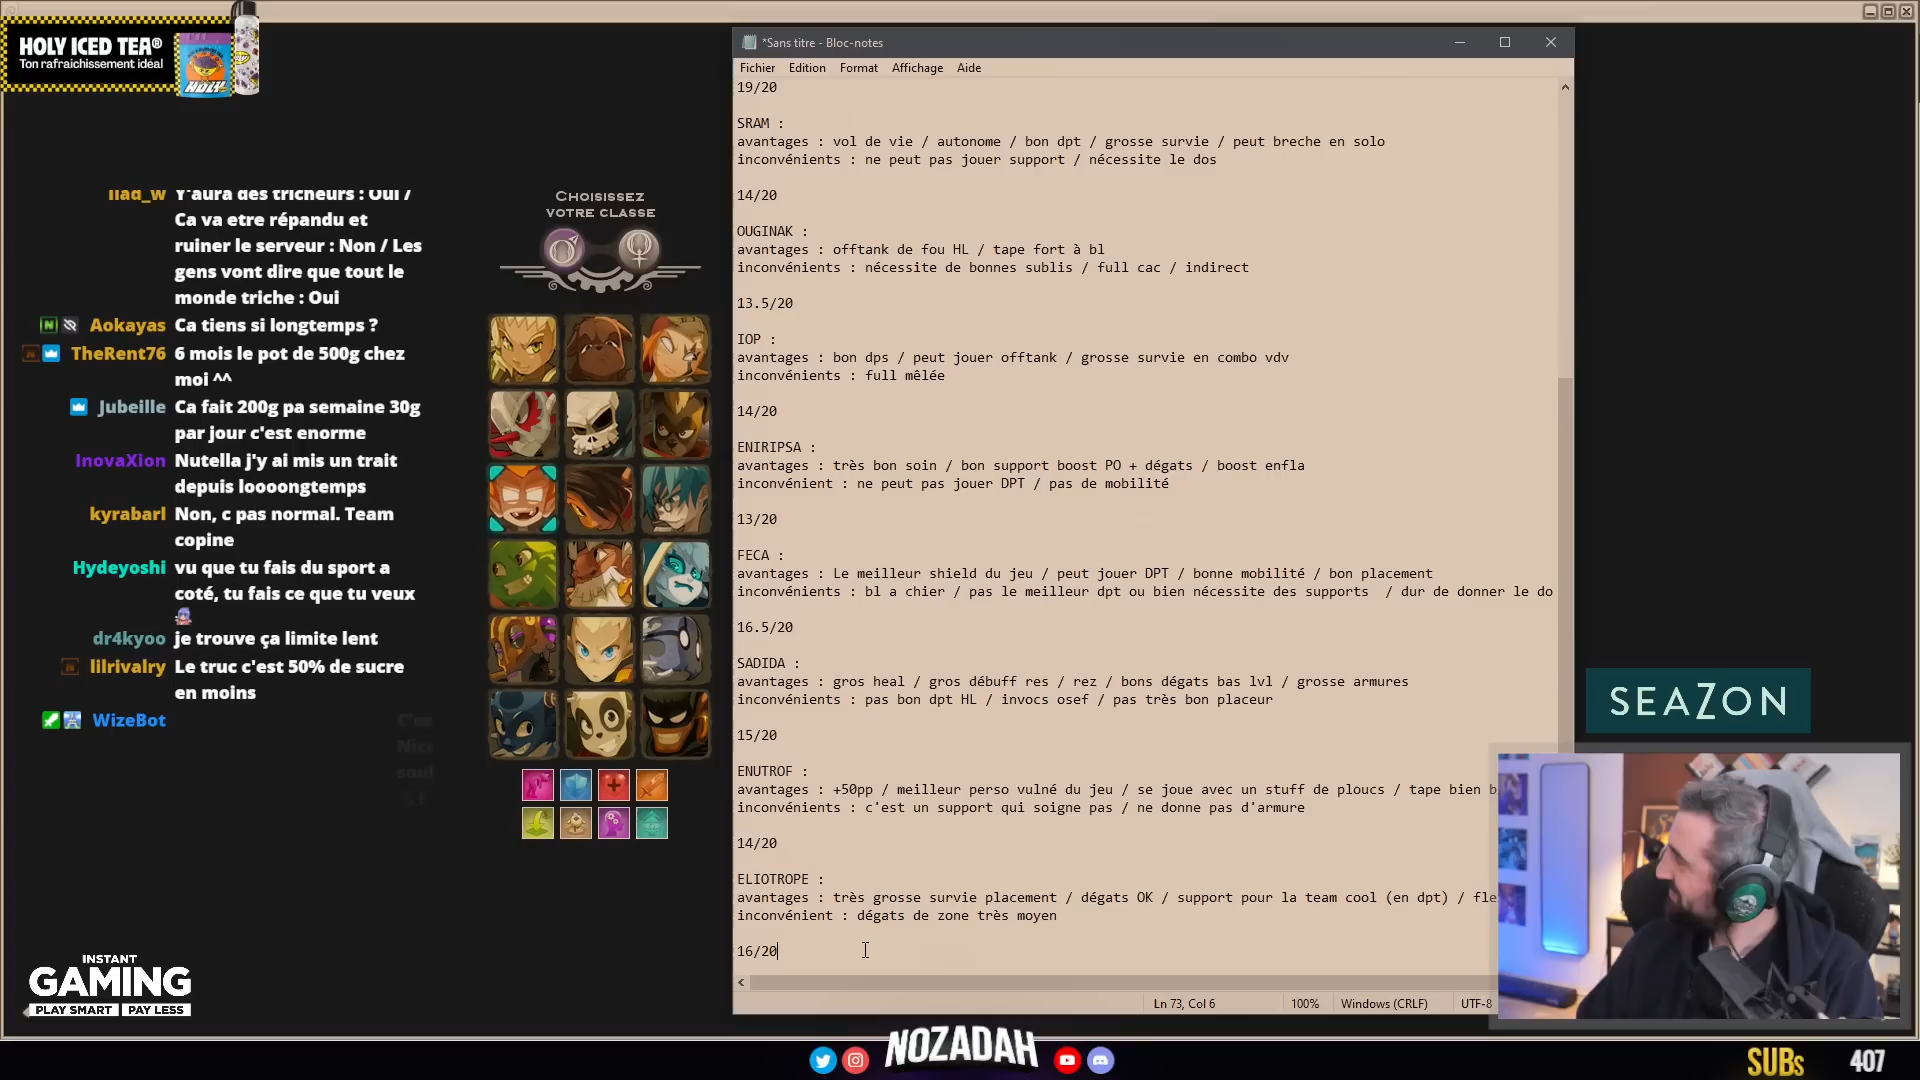 HOLY ICED TEA®
Ton rafraichissement idéal
HOLY
*Sans titre - Bloc-notes
Fichier Edition Format Affichage Aide
19/20
SRAM :
avantages : vol de vie / autonome / bon dpt / grosse survie / peut breche en solo
inconvénients : ne peut pas jouer support / nécessite le dos
14/20
OUGINAK :
avantages : offtank de fou HL / tape fort à bl
inconvénients : nécessite de bonnes sublis / full cac / indirect
13.5/20
IOP :
avantages : bon dps / peut jouer offtank / grosse survie en combo vdv
inconvénients : full mêlée
14/20
ENIRIPSA :
avantages : très bon soin / bon support boost PO + dégats / boost enfla
inconvénient : ne peut pas jouer DPT / pas de mobilité
13/20
FECA :
avantages : Le meilleur shield du jeu / peut jouer DPT / bonne mobilité / bon placement
inconvénients : bl a chier / pas le meilleur dpt ou bien nécessite des supports / dur de donner le do
16.5/20
SADIDA :
avantages : gros heal / gros débuff res / rez / bons dégats bas lvl / grosse armures
inconvénients : pas bon dpt HL / invocs osef / pas très bon placeur
15/20
ENUTROF :
avantages : +50pp / meilleur perso vulné du jeu / se joue avec un stuff de ploucs / tape bien b
inconvénients : c'est un support qui soigne pas / ne donne pas d'armure
14/20
ELIOTROPE :
avantages : très grosse survie placement / dégats OK / support pour la team cool (en dpt) / fle
inconvénient : dégats de zone très moyen
16/20
Ln 73, Col 6 100% Windows (CRLF) UTF-8
CHOISISSEZ
VOTRE CLASSE
liad_w Y'aura des tricheurs : Oui /
Ca va etre répandu et
ruiner le serveur : Non / Les
gens vont dire que tout le
monde triche : Oui
Aokayas Ca tiens si longtemps ?
TheRent76 6 mois le pot de 500g chez
moi ^^
Jubeille Ca fait 200g pa semaine 30g
par jour c'est enorme
InovaXion Nutella j'y ai mis un trait
depuis loooongtemps
kyrabarl Non, c pas normal. Team
copine
Hydeyoshi vu que tu fais du sport a
coté, tu fais ce que tu veux
dr4kyoo je trouve ça limite lent
lilrivalry Le truc c'est 50% de sucre
en moins
WizeBot
SEAZON
INSTANT
GAMING
PLAY SMART PAY LESS
NOZADAH
SUBs 407